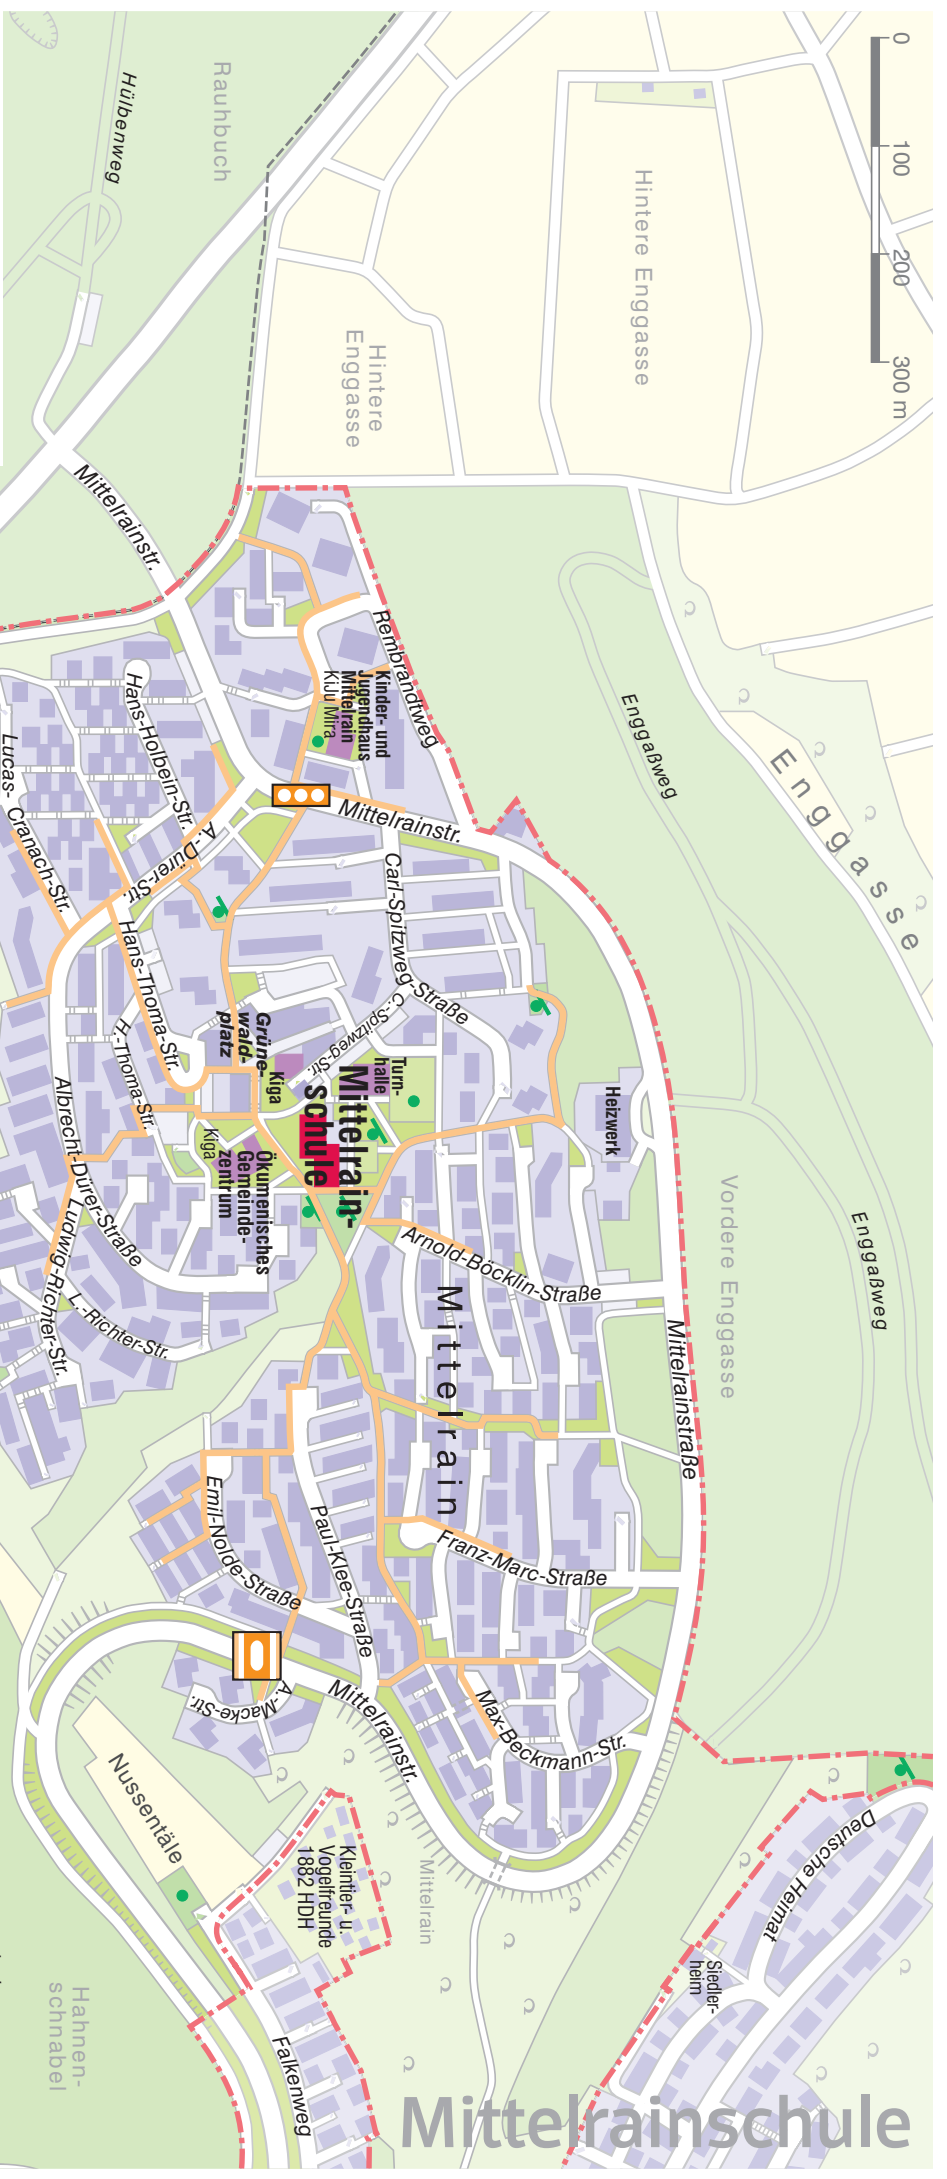 0
100
200
300 m
Hülbenweg
Rauhbuch
Hintere Enggasse
Hintere
Enggasse
Mittelrainstr.
Rembrandtweg
Enggaßweg
Enggasse
Kinder- und
Jugendhaus
Mittelrain
KiJu Mira
Hans-Holbein-Str.
Lucas-
Cranach-Str.
A.-Dürer-Str.
Mittelrainstr.
Carl-Spitzweg-Straße
C.-Spitzweg-Str.
Hans-Thoma-Str.
H.-Thoma-Str.
Grüne-
wald-
platz
Kiga
Turn-
halle
Mittelrain-
schule
Heizwerk
Albrecht-Dürer-Straße
Kiga
Ökumenisches
Gemeinde-
zentrum
Vordere Enggasse
Enggaßweg
Ludwig-Richter-Str.
L.-Richter-Str.
Arnold-Böcklin-Straße
Mittelrain
Mittelrainstraße
Emil-Nolde-Straße
Paul-Klee-Straße
Franz-Marc-Straße
A.-Macke-Str.
Mittelrainstr.
Max-Beckmann-Str.
Nussentäle
Kleintier- u.
Vogelfreunde
1882 HDH
Mittelrain
Deutsche Heimat
Siedler-
heim
Hahnen-
schnabel
Falkenweg
Mittelrainschule